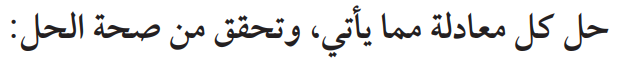 حل كل معادلة مما يأتي، وتحقق من صحة الحل: